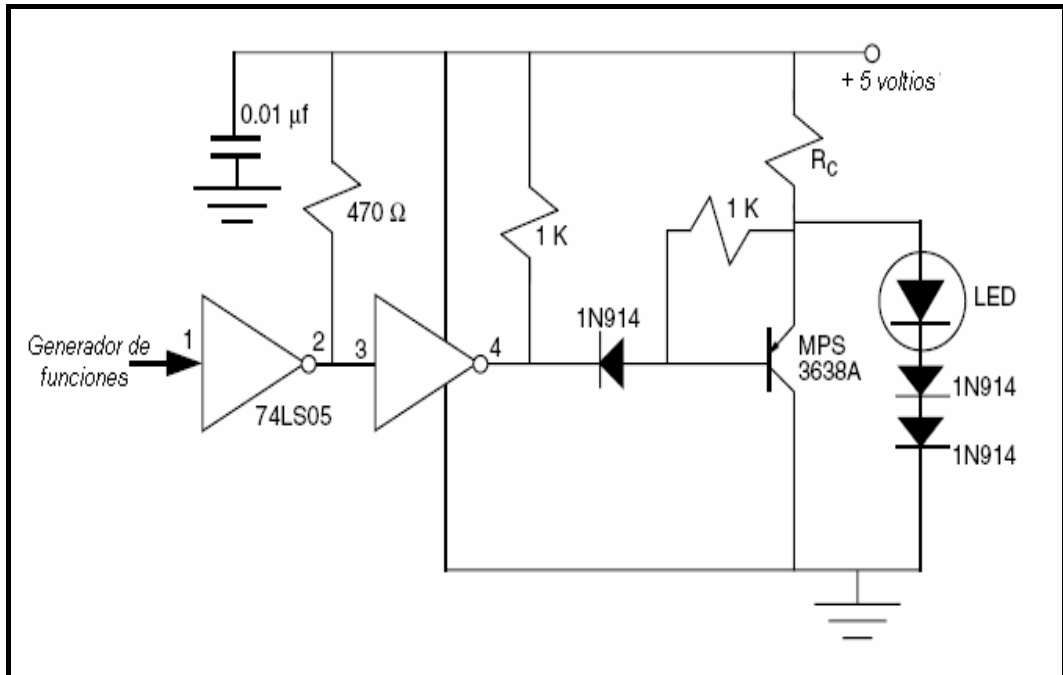 + 5 voltios
0.01 µf
R_C
470 Ω
1 K
1 K
LED
1N914
Generador de
funciones
1
2
3
4
MPS
3638A
74LS05
1N914
1N914